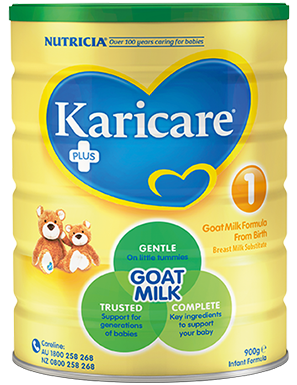 NUTRICIA Over 100 years caring for babies
Karicare
PLUS
1
Goat Milk Formula
From Birth
Breast Milk Substitute
GENTLE
On little tummies
GOAT
MILK
TRUSTED
Support for
generations
of babies
COMPLETE
Key ingredients
to support
your baby
Careline:
AU 1800 258 268
NZ 0800 258 268
900g e
Infant Formula